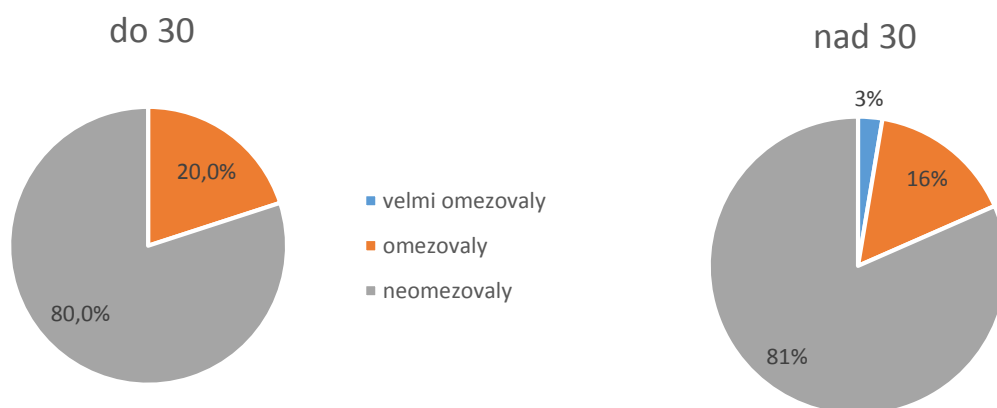 do 30
20,0%
80,0%
velmi omezovaly
omezovaly
neomezovaly
nad 30
3%
16%
81%